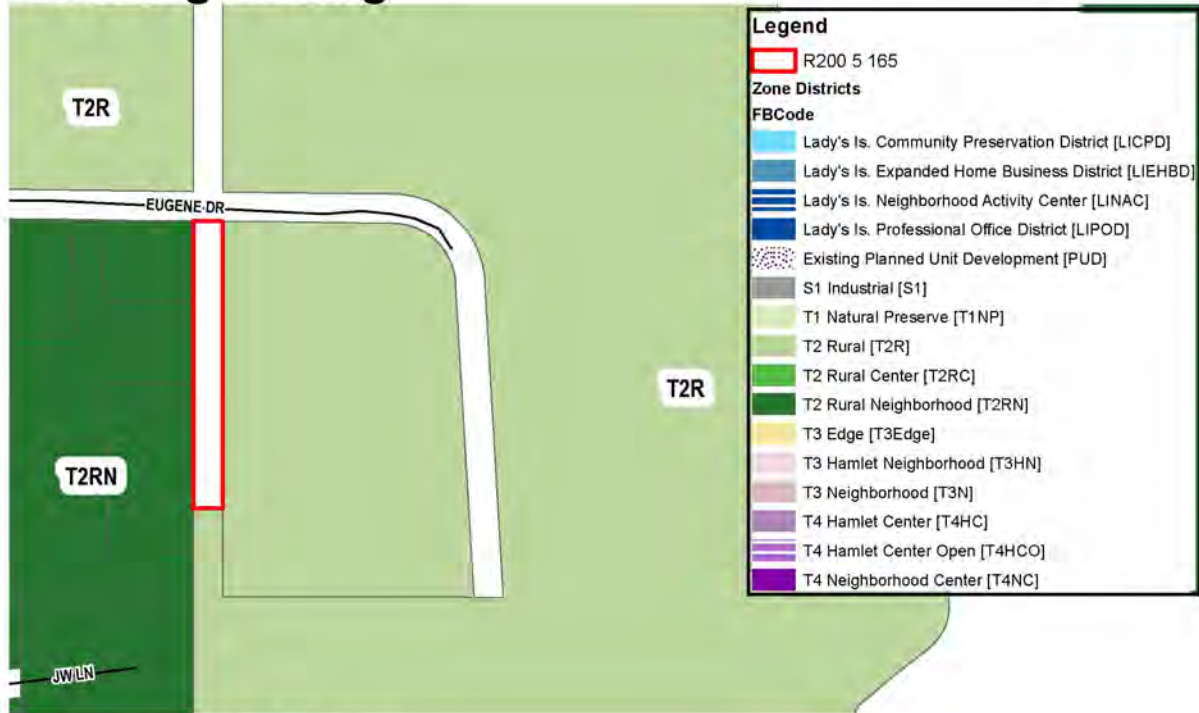 T2R
EUGENE DR
T2R
T2RN
JW LN
Legend
R200 5 165
Zone Districts
FBCode
Lady's Is. Community Preservation District [LICPD]
Lady's Is. Expanded Home Business District [LIEHBD]
Lady's Is. Neighborhood Activity Center [LINAC]
Lady's Is. Professional Office District [LIPOD]
Existing Planned Unit Development [PUD]
S1 Industrial [S1]
T1 Natural Preserve [T1NP]
T2 Rural [T2R]
T2 Rural Center [T2RC]
T2 Rural Neighborhood [T2RN]
T3 Edge [T3Edge]
T3 Hamlet Neighborhood [T3HN]
T3 Neighborhood [T3N]
T4 Hamlet Center [T4HC]
T4 Hamlet Center Open [T4HCO]
T4 Neighborhood Center [T4NC]